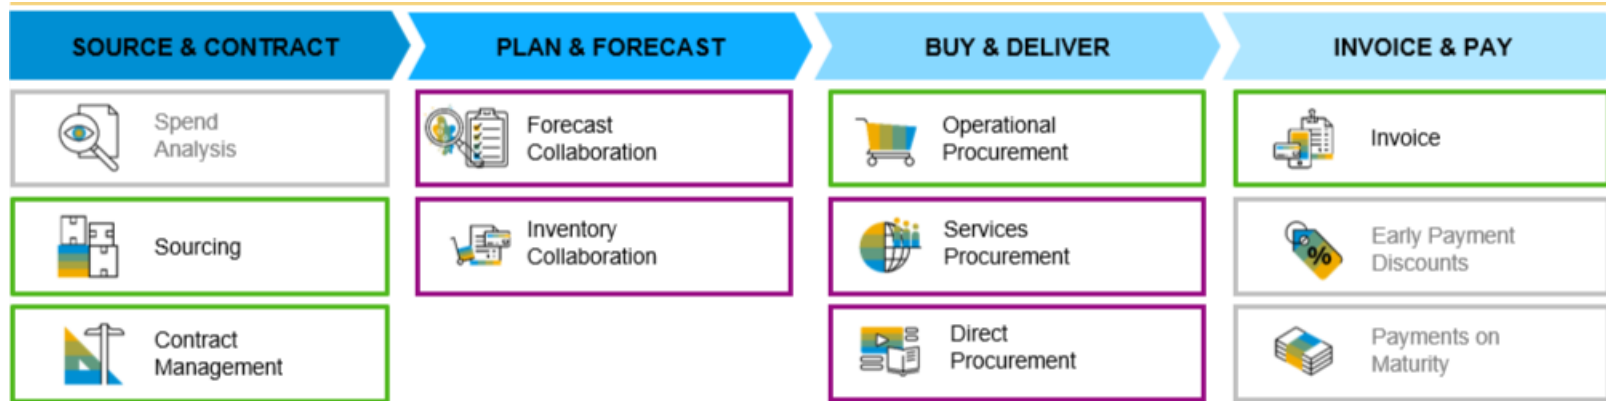 SOURCE & CONTRACT
PLAN & FORECAST
BUY & DELIVER
INVOICE & PAY
Spend
Analysis
Sourcing
Contract
Management
Forecast
Collaboration
Inventory
Collaboration
Operational
Procurement
Services
Procurement
Direct
Procurement
Invoice
%
Early Payment
Discounts
Payments on
Maturity